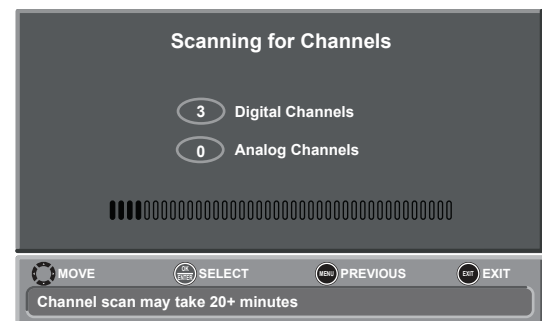 Scanning for Channels
3 Digital Channels
0 Analog Channels
MOVE OK ENTER SELECT MENU PREVIOUS EXIT EXIT
Channel scan may take 20+ minutes